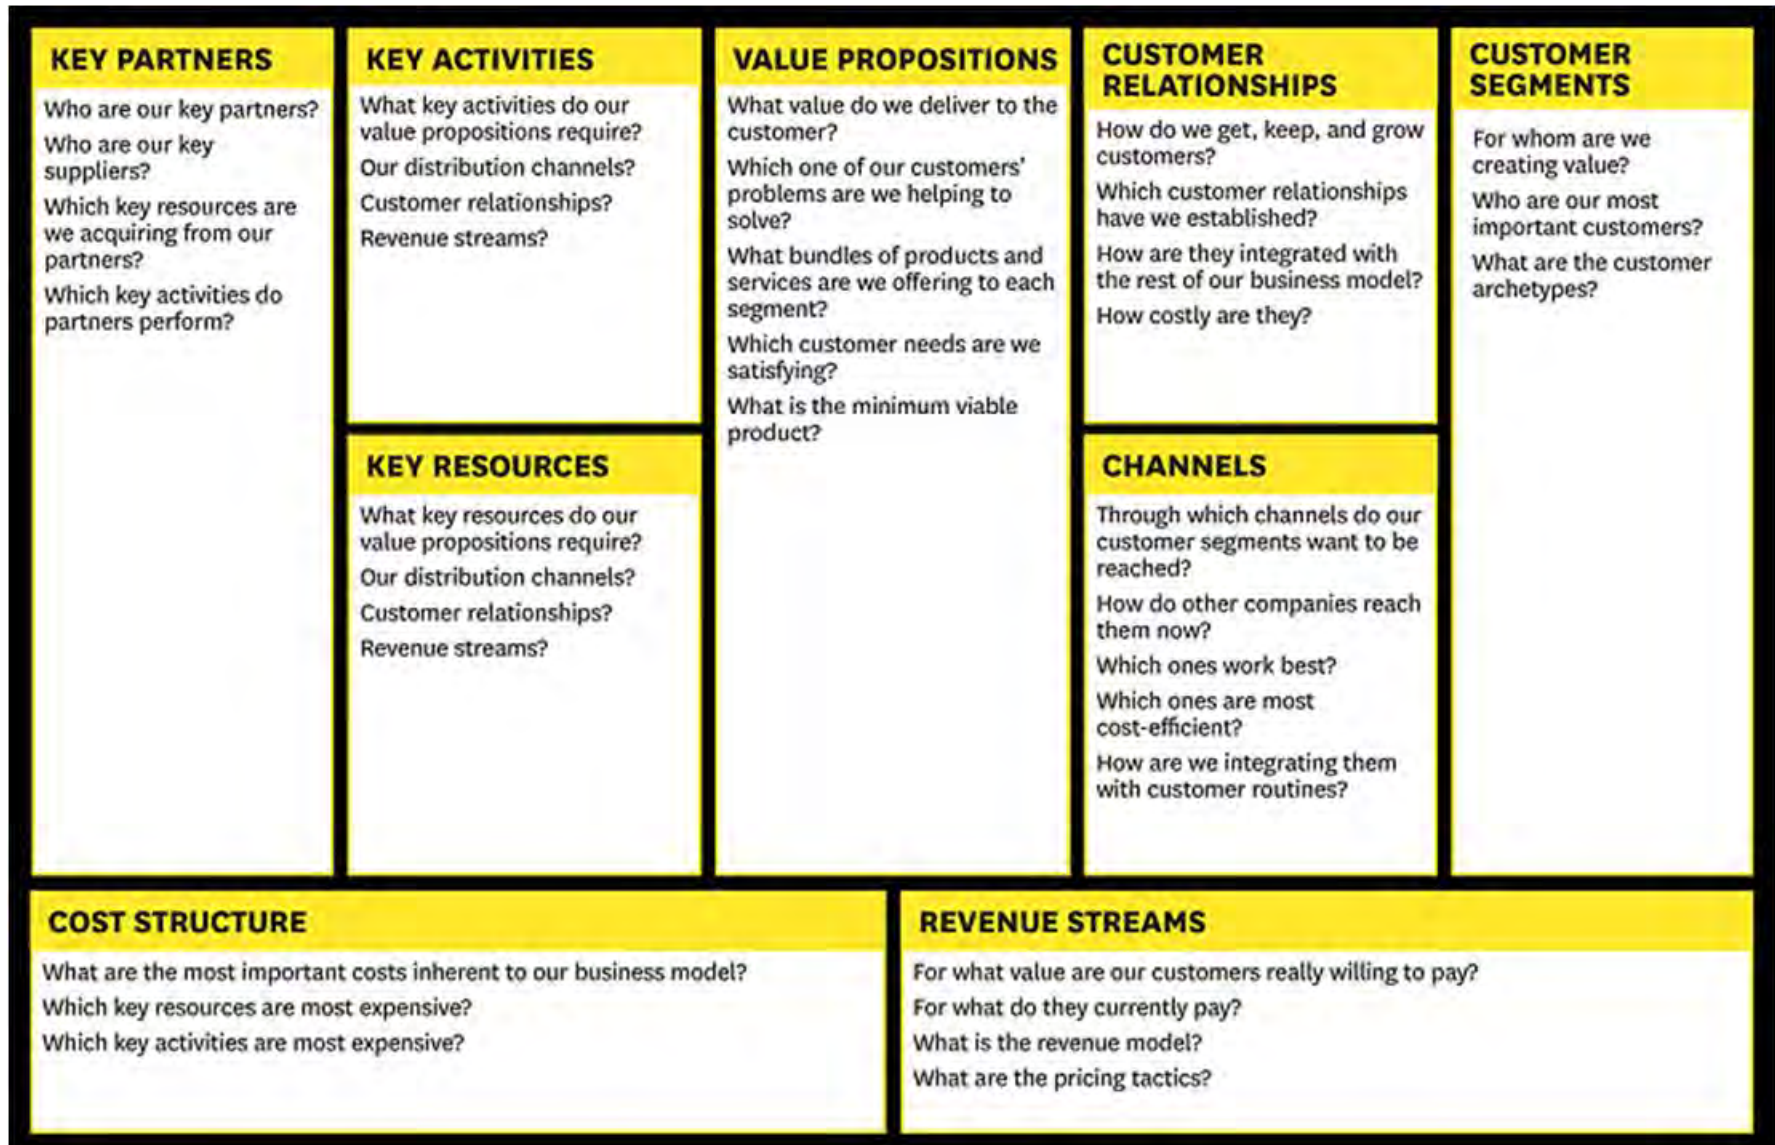 KEY PARTNERS
Who are our key partners?
Who are our key
suppliers?
Which key resources are
we acquiring from our
partners?
Which key activities do
partners perform?
KEY ACTIVITIES
What key activities do our
value propositions require?
Our distribution channels?
Customer relationships?
Revenue streams?
KEY RESOURCES
What key resources do our
value propositions require?
Our distribution channels?
Customer relationships?
Revenue streams?
VALUE PROPOSITIONS
What value do we deliver to the
customer?
Which one of our customers’
problems are we helping to
solve?
What bundles of products and
services are we offering to each
segment?
Which customer needs are we
satisfying?
What is the minimum viable
product?
CUSTOMER
RELATIONSHIPS
How do we get, keep, and grow
customers?
Which customer relationships
have we established?
How are they integrated with
the rest of our business model?
How costly are they?
CHANNELS
Through which channels do our
customer segments want to be
reached?
How do other companies reach
them now?
Which ones work best?
Which ones are most
cost-efficient?
How are we integrating them
with customer routines?
CUSTOMER
SEGMENTS
For whom are we
creating value?
Who are our most
important customers?
What are the customer
archetypes?
COST STRUCTURE
What are the most important costs inherent to our business model?
Which key resources are most expensive?
Which key activities are most expensive?
REVENUE STREAMS
For what value are our customers really willing to pay?
For what do they currently pay?
What is the revenue model?
What are the pricing tactics?